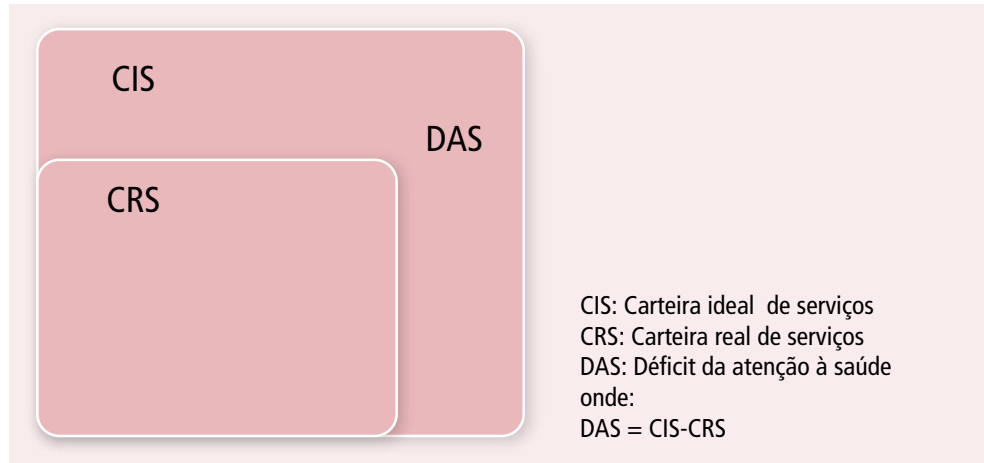 CIS
DAS
CRS
CIS: Carteira ideal de serviços
CRS: Carteira real de serviços
DAS: Déficit da atenção à saúde
onde:
DAS = CIS-CRS